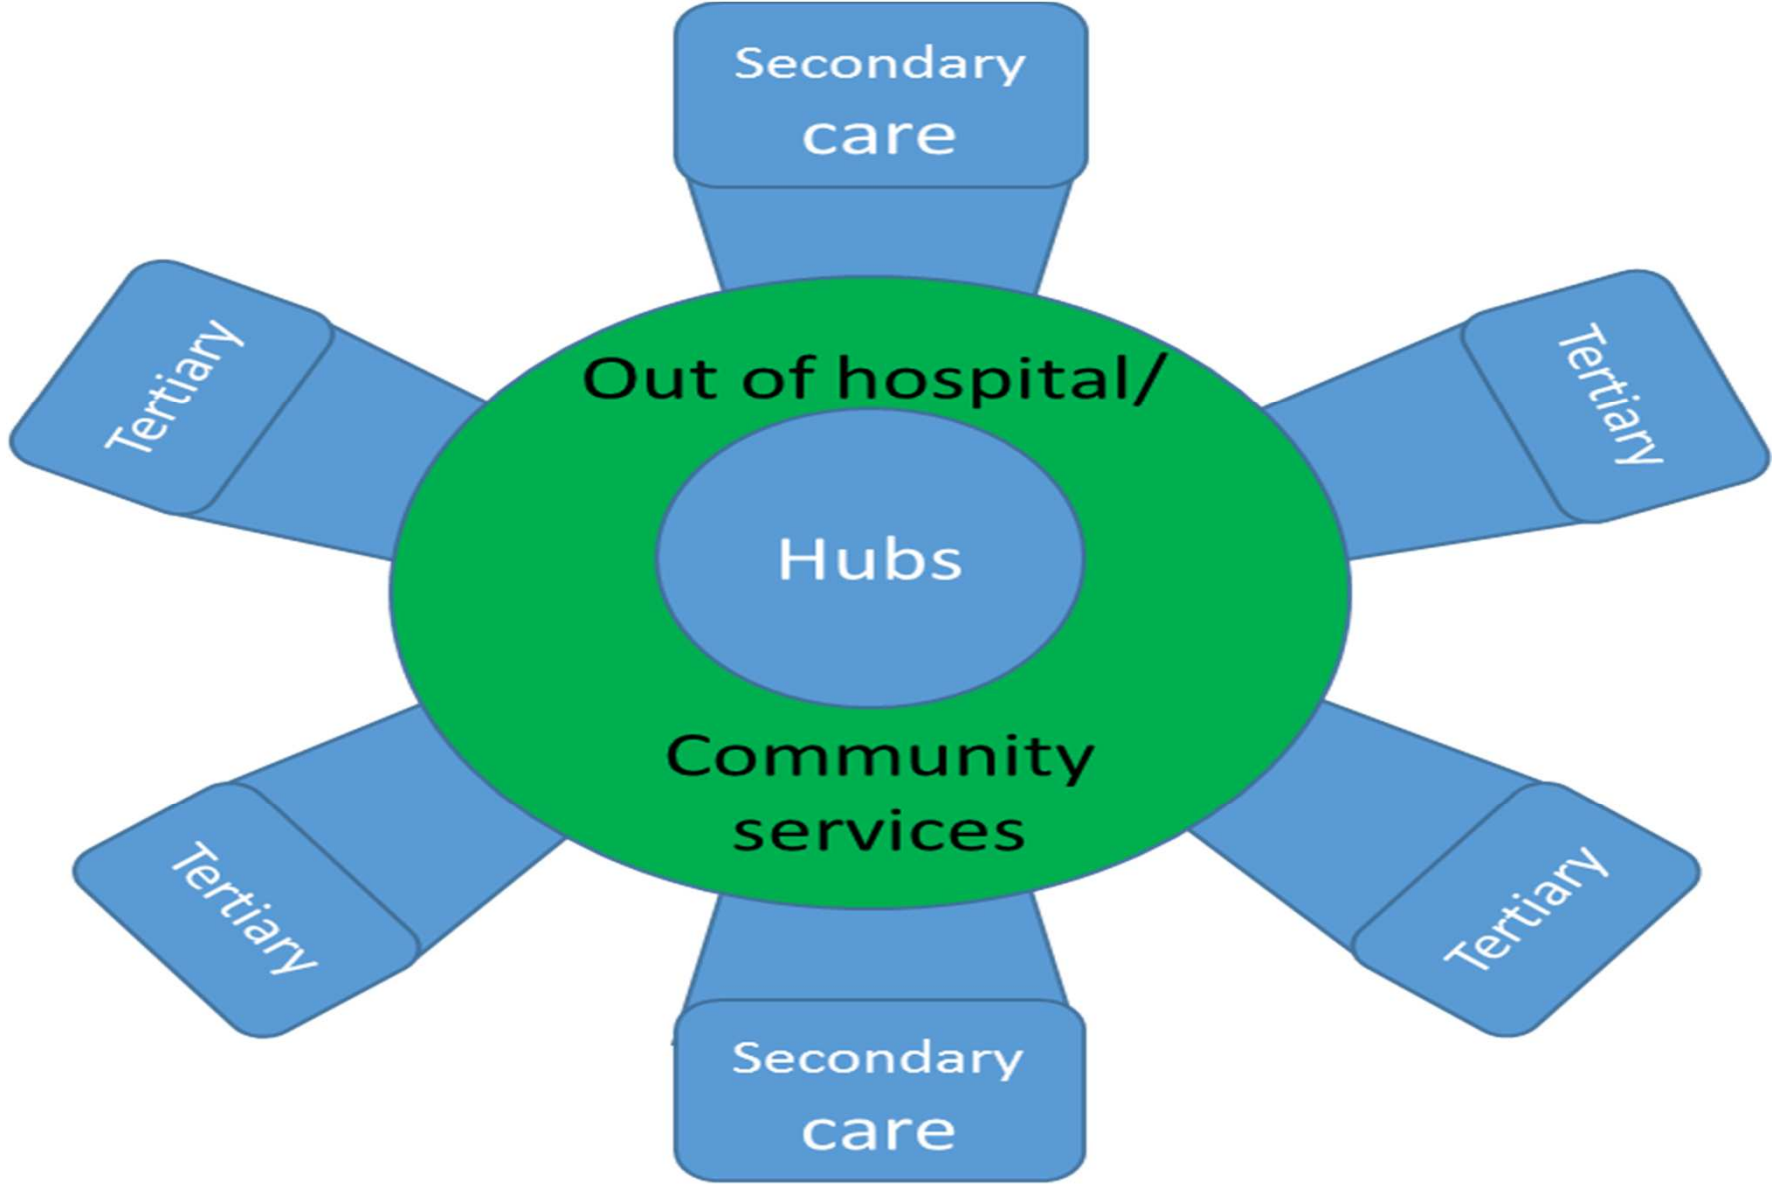 Secondary
care
Tertiary
Tertiary
Out of hospital/
Hubs
Community
services
Tertiary
Tertiary
Secondary
care